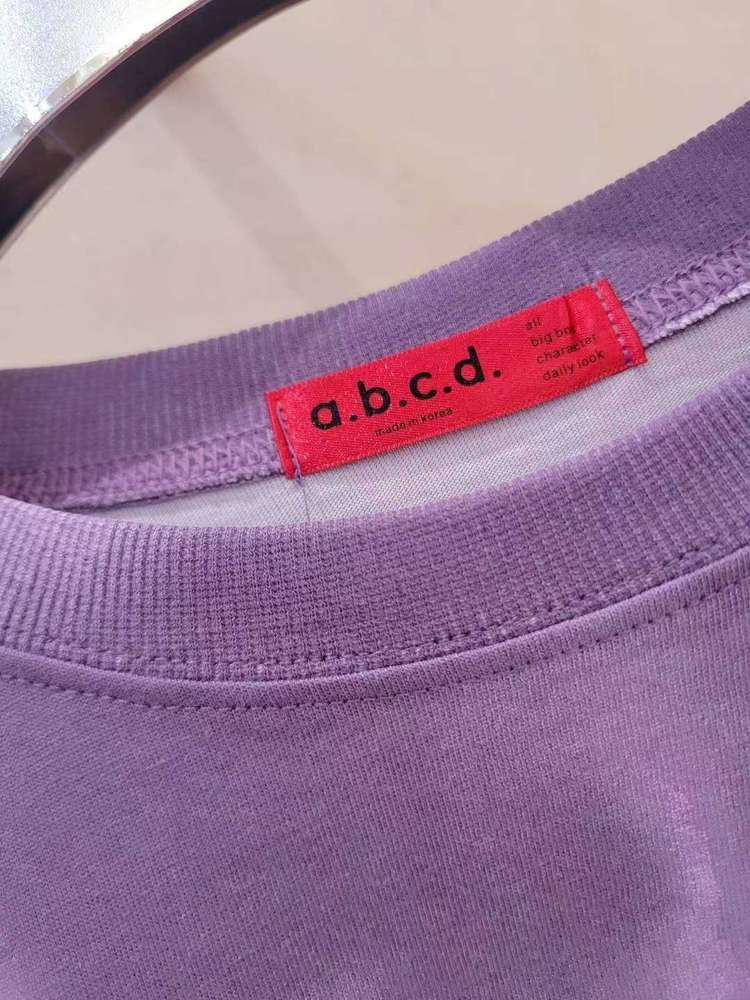 a.b.c.d.
made in korea
all
big boy
character
daily look